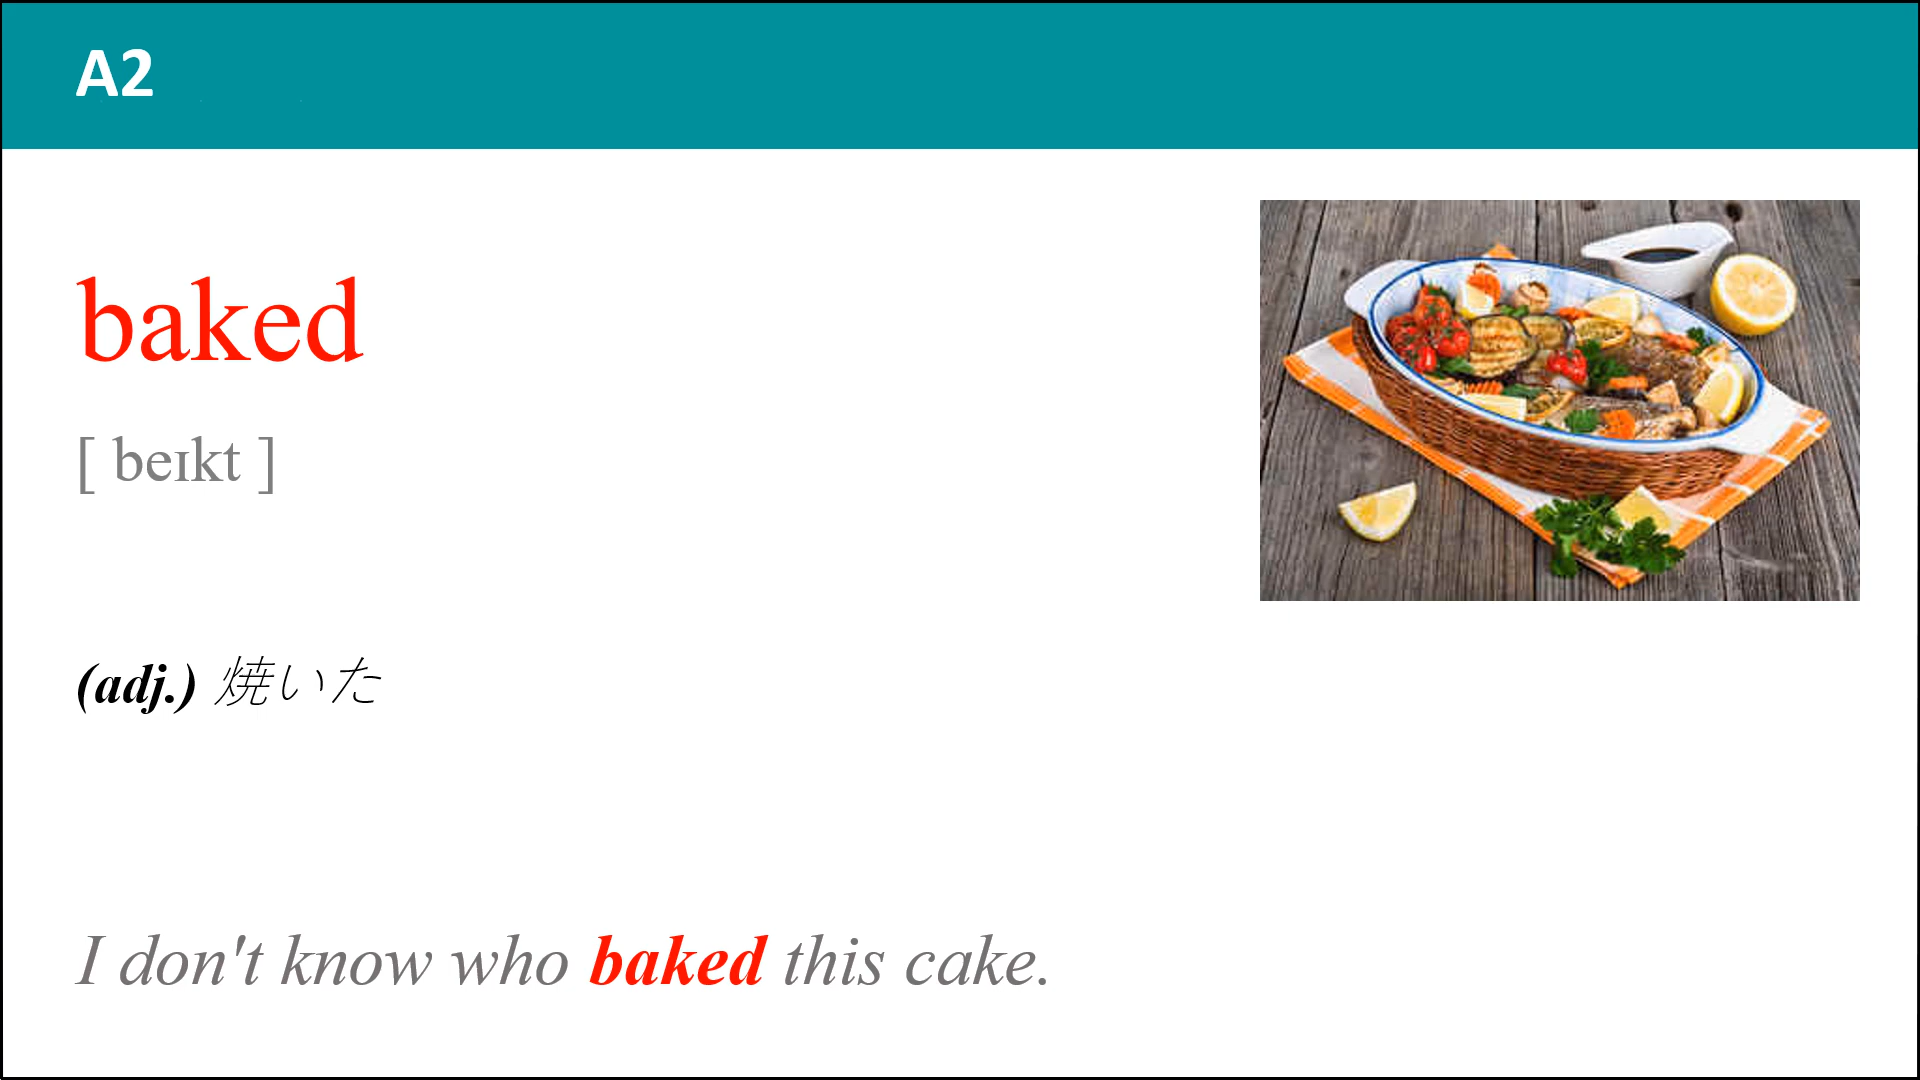 A2
baked
[ beɪkt ]
(adj.) 焼いた
I don't know who baked this cake.